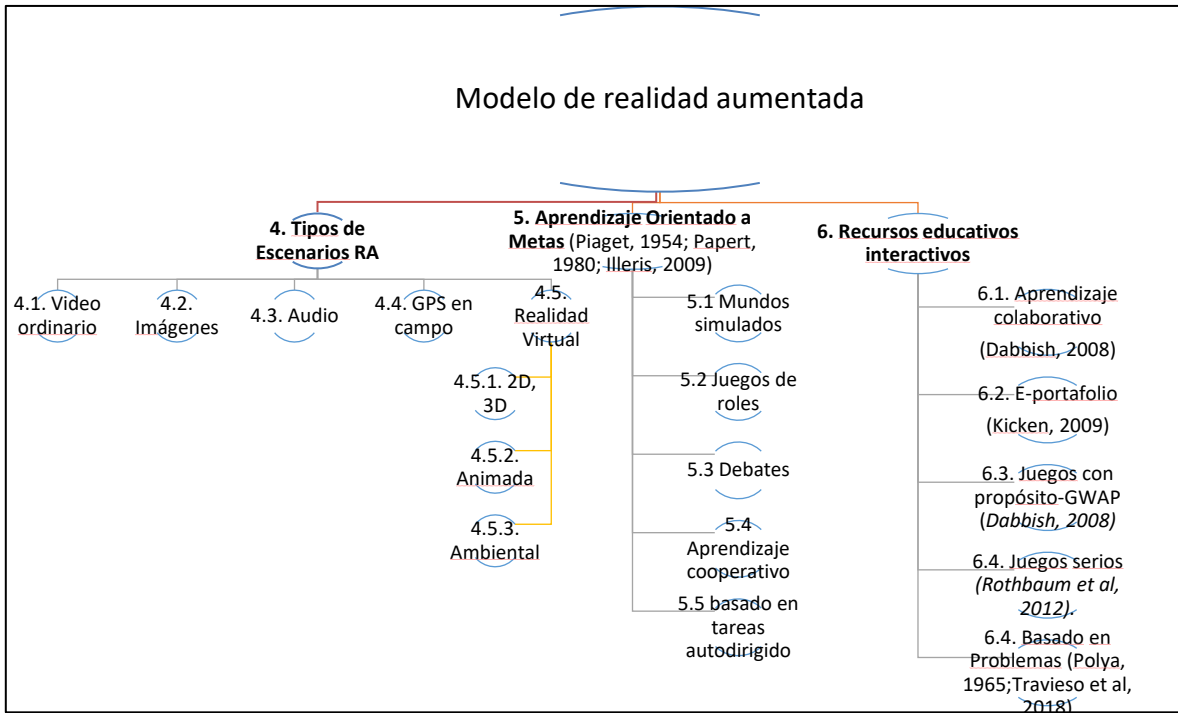 Modelo de realidad aumentada
4. Tipos de
Escenarios RA
4.1. Video
ordinario
4.2.
Imágenes
4.3. Audio
4.4. GPS en
campo
4.5.
Realidad
Virtual
4.5.1. 2D,
3D
4.5.2.
Animada
4.5.3.
Ambiental
5. Aprendizaje Orientado a
Metas (Piaget, 1954; Papert,
1980; Illeris, 2009)
5.1 Mundos
simulados
5.2 Juegos de
roles
5.3 Debates
5.4
Aprendizaje
cooperativo
5.5 basado en
tareas
autodirigido
6. Recursos educativos
interactivos
6.1. Aprendizaje
colaborativo
(Dabbish, 2008)
6.2. E-portafolio
(Kicken, 2009)
6.3. Juegos con
propósito-GWAP
(Dabbish, 2008)
6.4. Juegos serios
(Rothbaum et al,
2012).
6.4. Basado en
Problemas (Polya,
1965;Travieso et al,
2018)